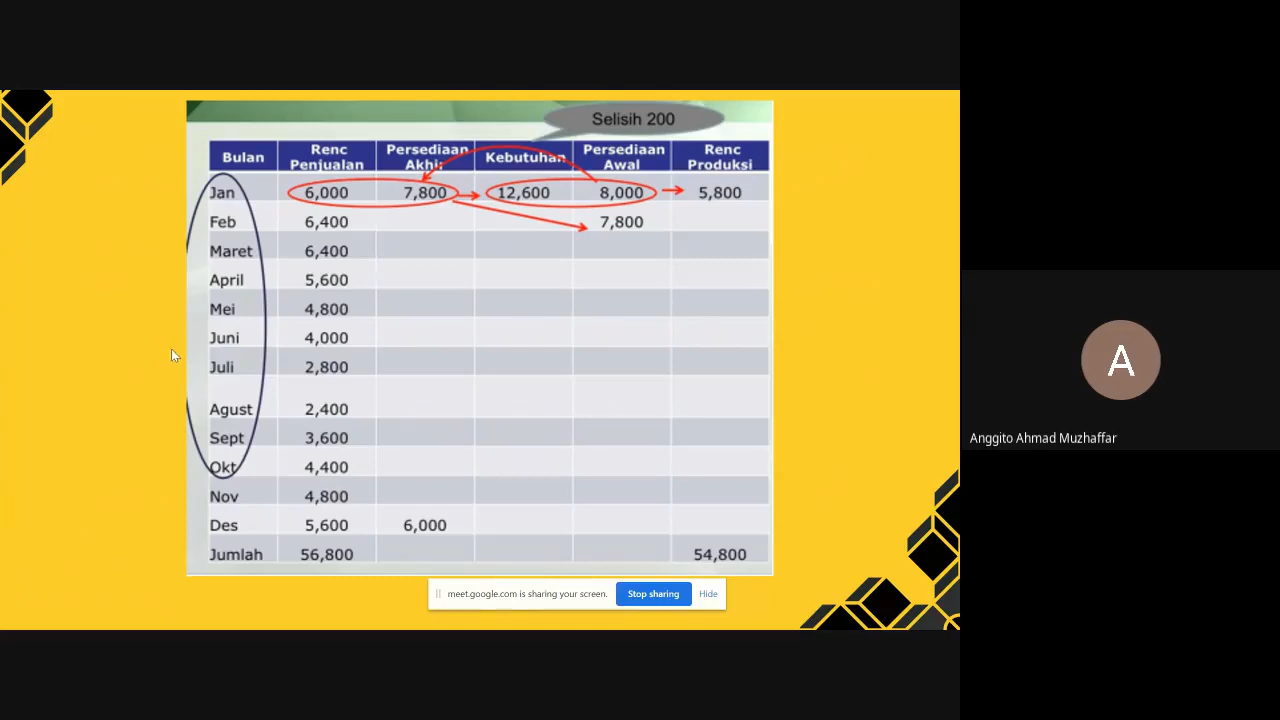 Selisih 200
Bulan Renc Penjualan Persediaan Akhir Kebutuhan Persediaan Awal Renc Produksi
Jan 6,000 7,800 12,600 8,000 5,800
Feb 6,400 7,800
Maret 6,400
April 5,600
Mei 4,800
Juni 4,000
Juli 2,800
Agust 2,400
Sept 3,600
Okt 4,400
Nov 4,800
Des 5,600 6,000
Jumlah 56,800 54,800
meet.google.com is sharing your screen. Stop sharing Hide
A
Anggito Ahmad Muzhaffar